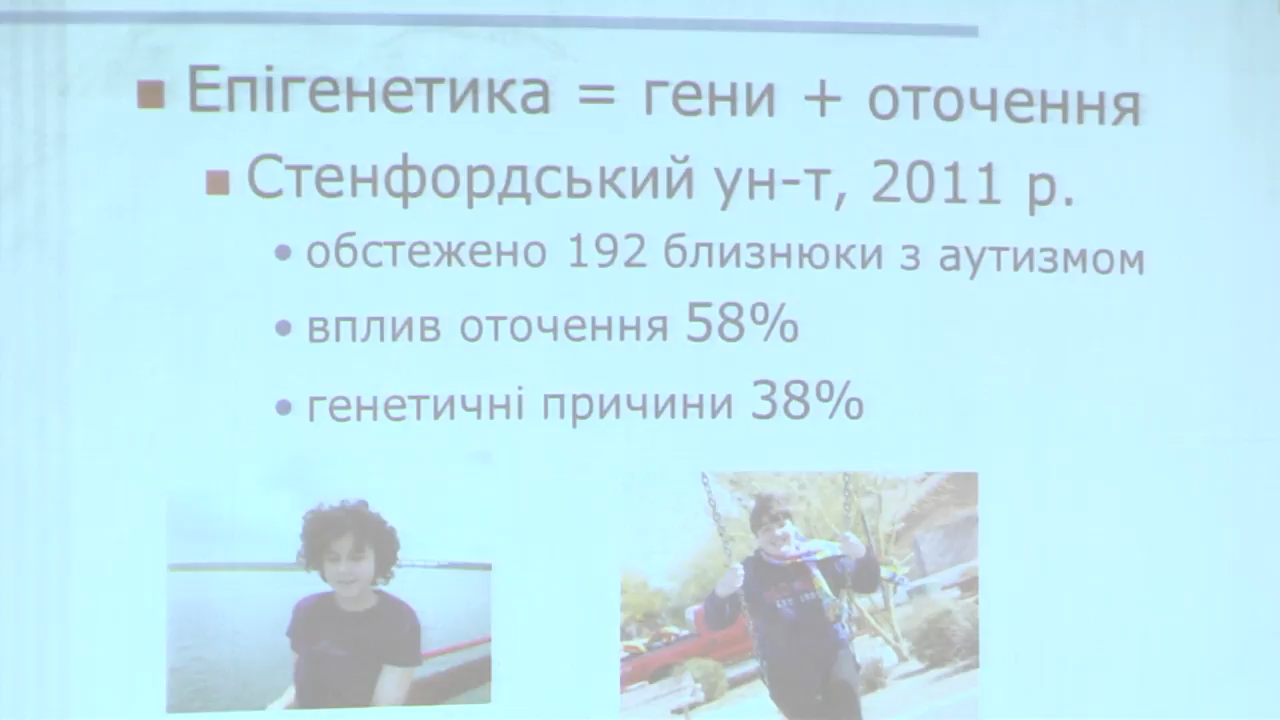 Епігенетика = гени + оточення
Стенфордський ун-т, 2011 р.
обстежено 192 близнюки з аутизмом
вплив оточення 58%
генетичні причини 38%